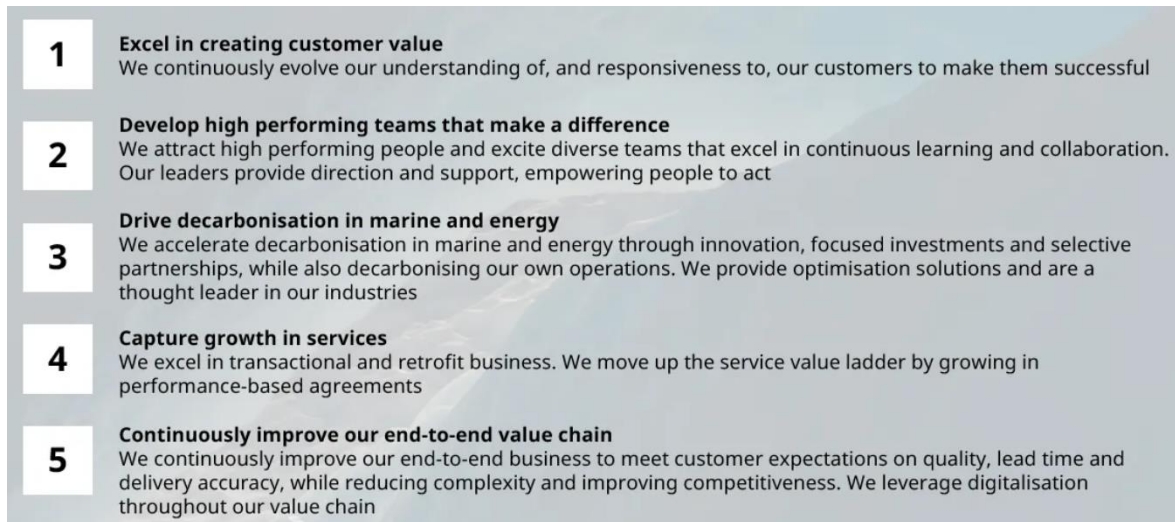 1
Excel in creating customer value
We continuously evolve our understanding of, and responsiveness to, our customers to make them successful
2
Develop high performing teams that make a difference
We attract high performing people and excite diverse teams that excel in continuous learning and collaboration.
Our leaders provide direction and support, empowering people to act
3
Drive decarbonisation in marine and energy
We accelerate decarbonisation in marine and energy through innovation, focused investments and selective
partnerships, while also decarbonising our own operations. We provide optimisation solutions and are a
thought leader in our industries
4
Capture growth in services
We excel in transactional and retrofit business. We move up the service value ladder by growing in
performance-based agreements
5
Continuously improve our end-to-end value chain
We continuously improve our end-to-end business to meet customer expectations on quality, lead time and
delivery accuracy, while reducing complexity and improving competitiveness. We leverage digitalisation
throughout our value chain